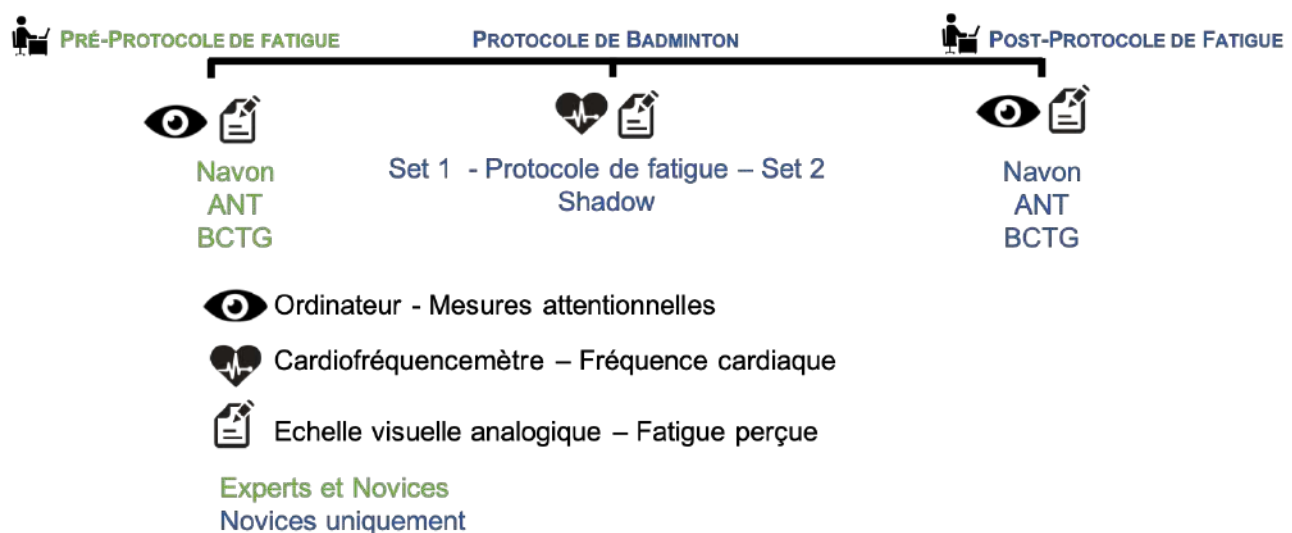 PRÉ-PROTOCOLE DE FATIGUE
PROTOCOLE DE BADMINTON
POST-PROTOCOLE DE FATIGUE
Navon
ANT
BCTG
Set 1 - Protocole de fatigue – Set 2
Shadow
Navon
ANT
BCTG
Ordinateur - Mesures attentionnelles
Cardiofréquencemètre – Fréquence cardiaque
Echelle visuelle analogique – Fatigue perçue
Experts et Novices
Novices uniquement